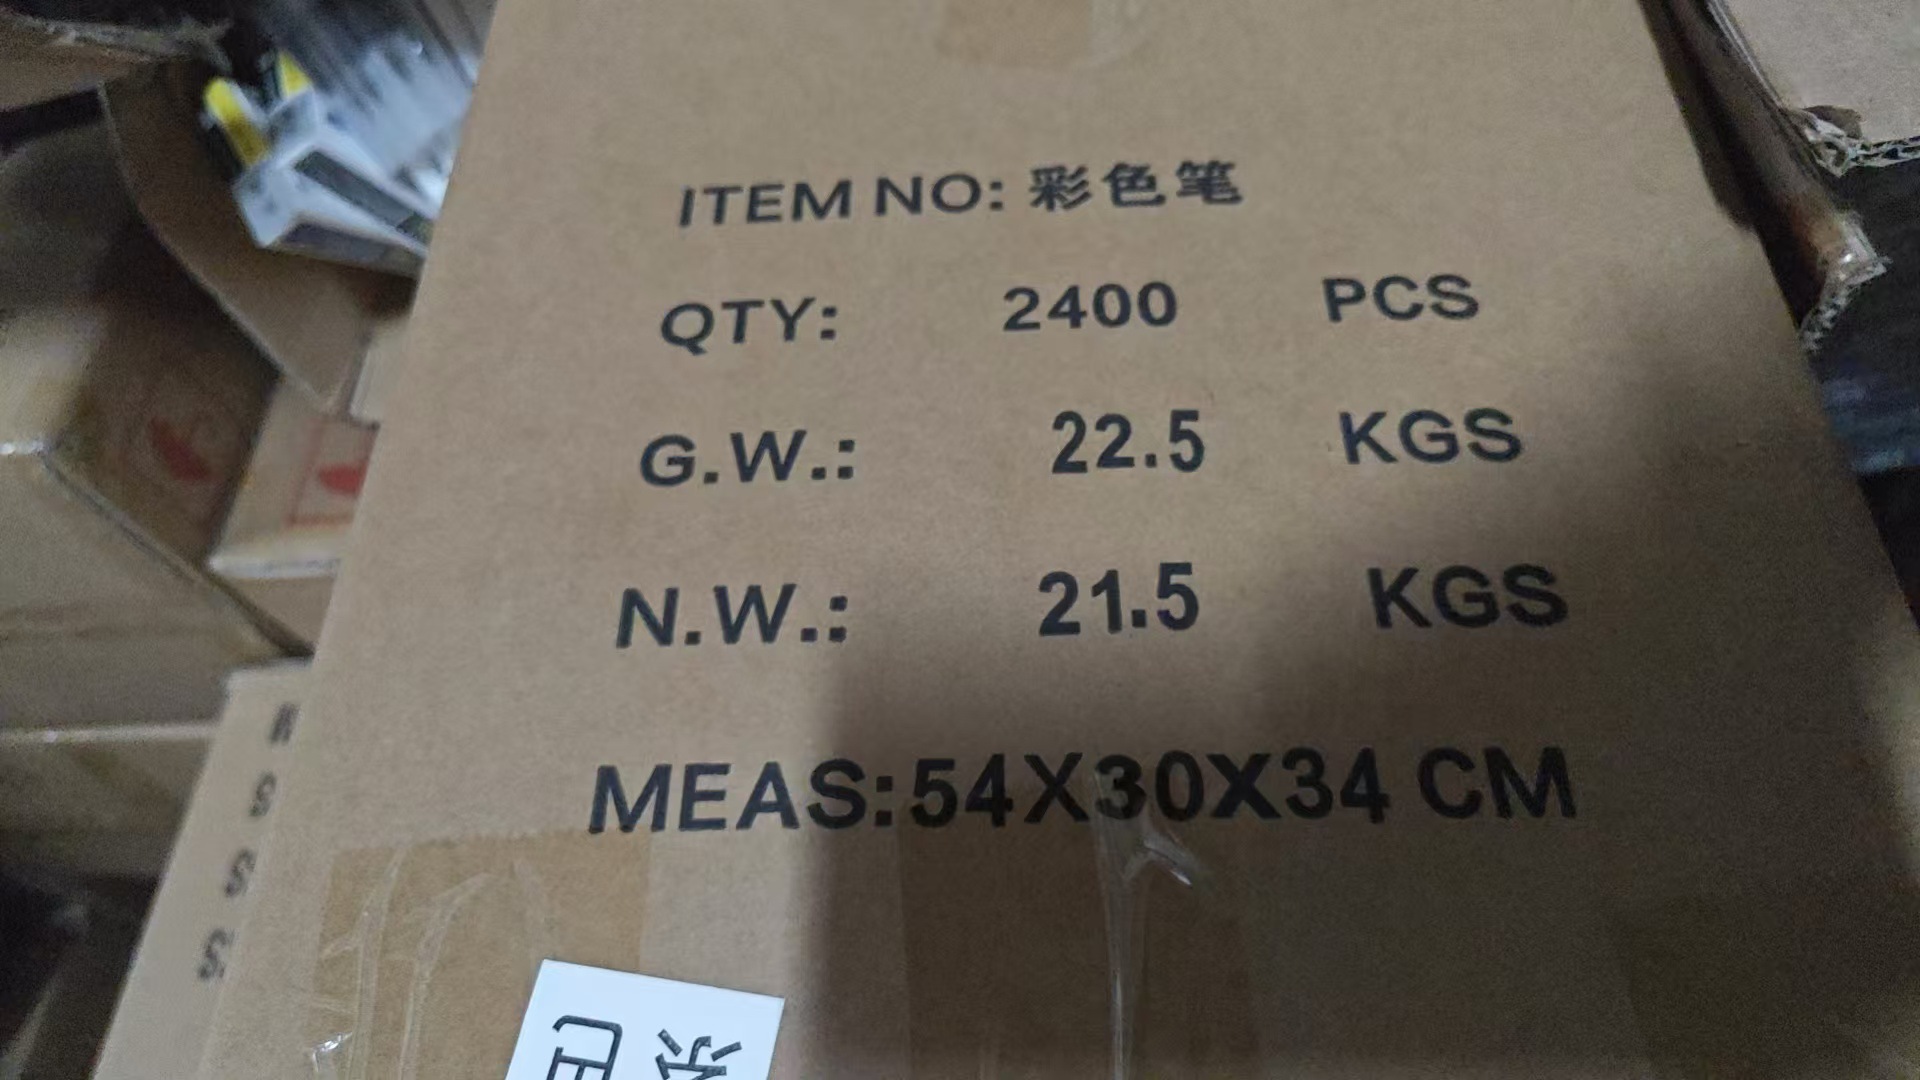 ITEM NO: 彩色笔
QTY: 2400 PCS
G.W.: 22.5 KGS
N.W.: 21.5 KGS
MEAS:54X30X34 CM